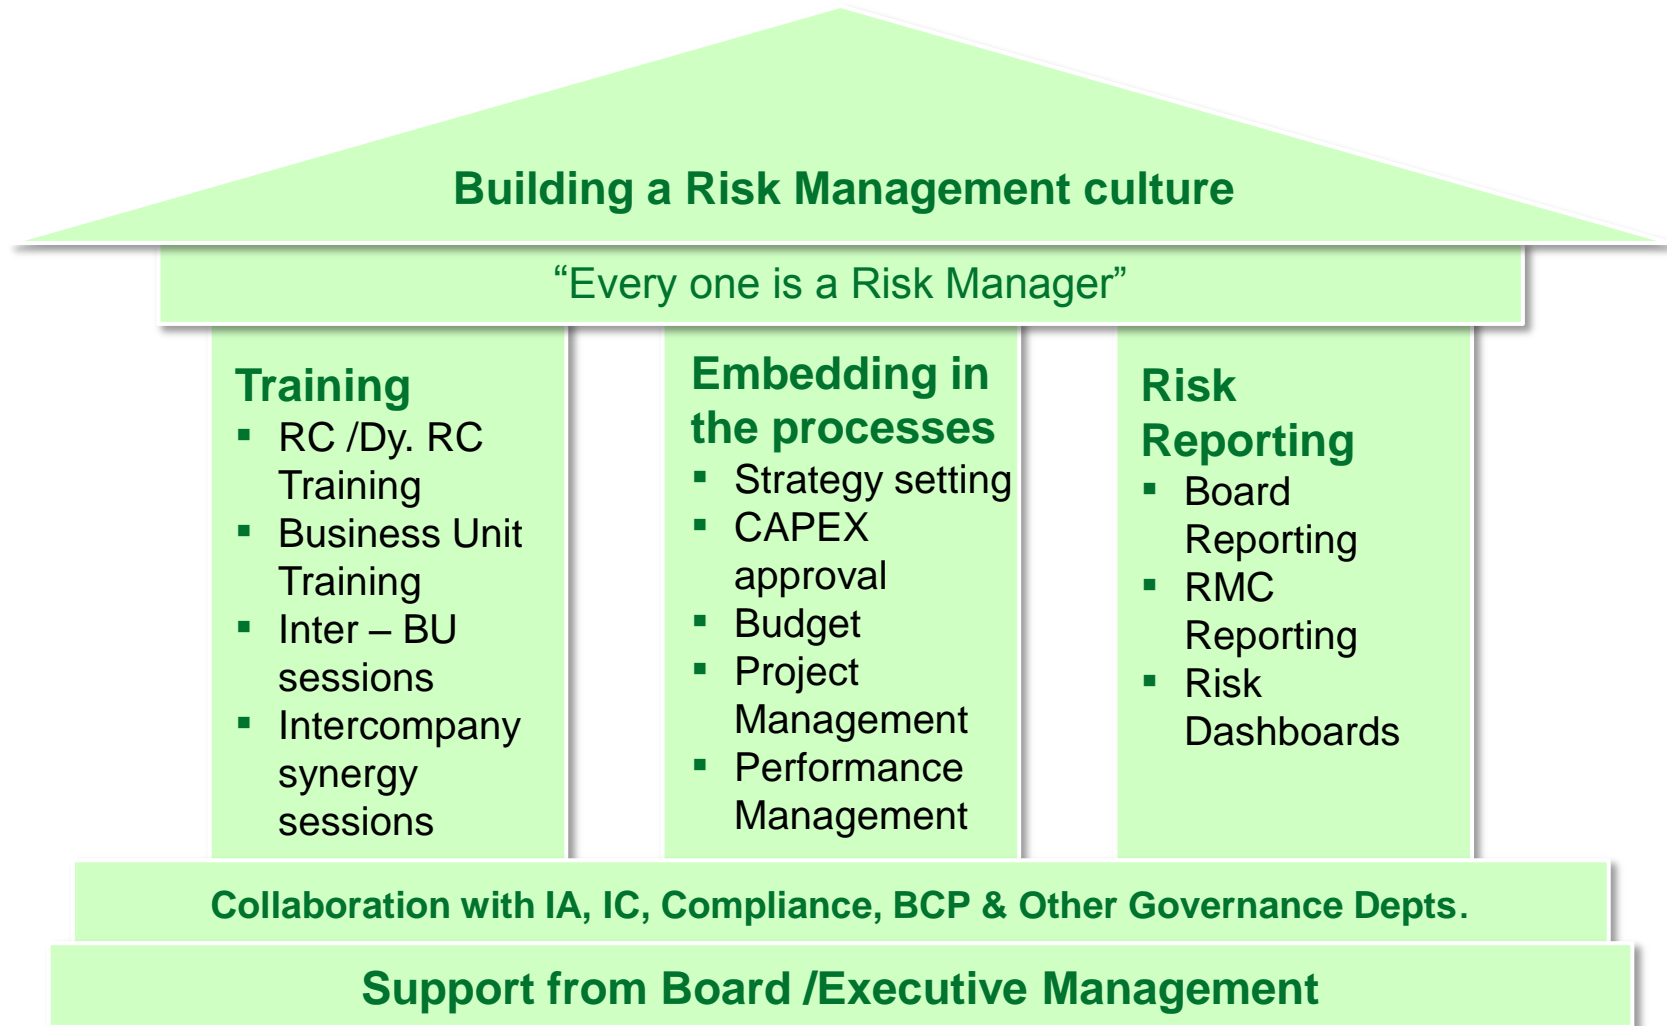 Building a Risk Management culture
“Every one is a Risk Manager”
Training
▪ RC /Dy. RC
Training
▪ Business Unit
Training
▪ Inter – BU
sessions
▪ Intercompany
synergy
sessions
Embedding in
the processes
▪ Strategy setting
▪ CAPEX
approval
▪ Budget
▪ Project
Management
▪ Performance
Management
Risk
Reporting
▪ Board
Reporting
▪ RMC
Reporting
▪ Risk
Dashboards
Collaboration with IA, IC, Compliance, BCP & Other Governance Depts.
Support from Board /Executive Management